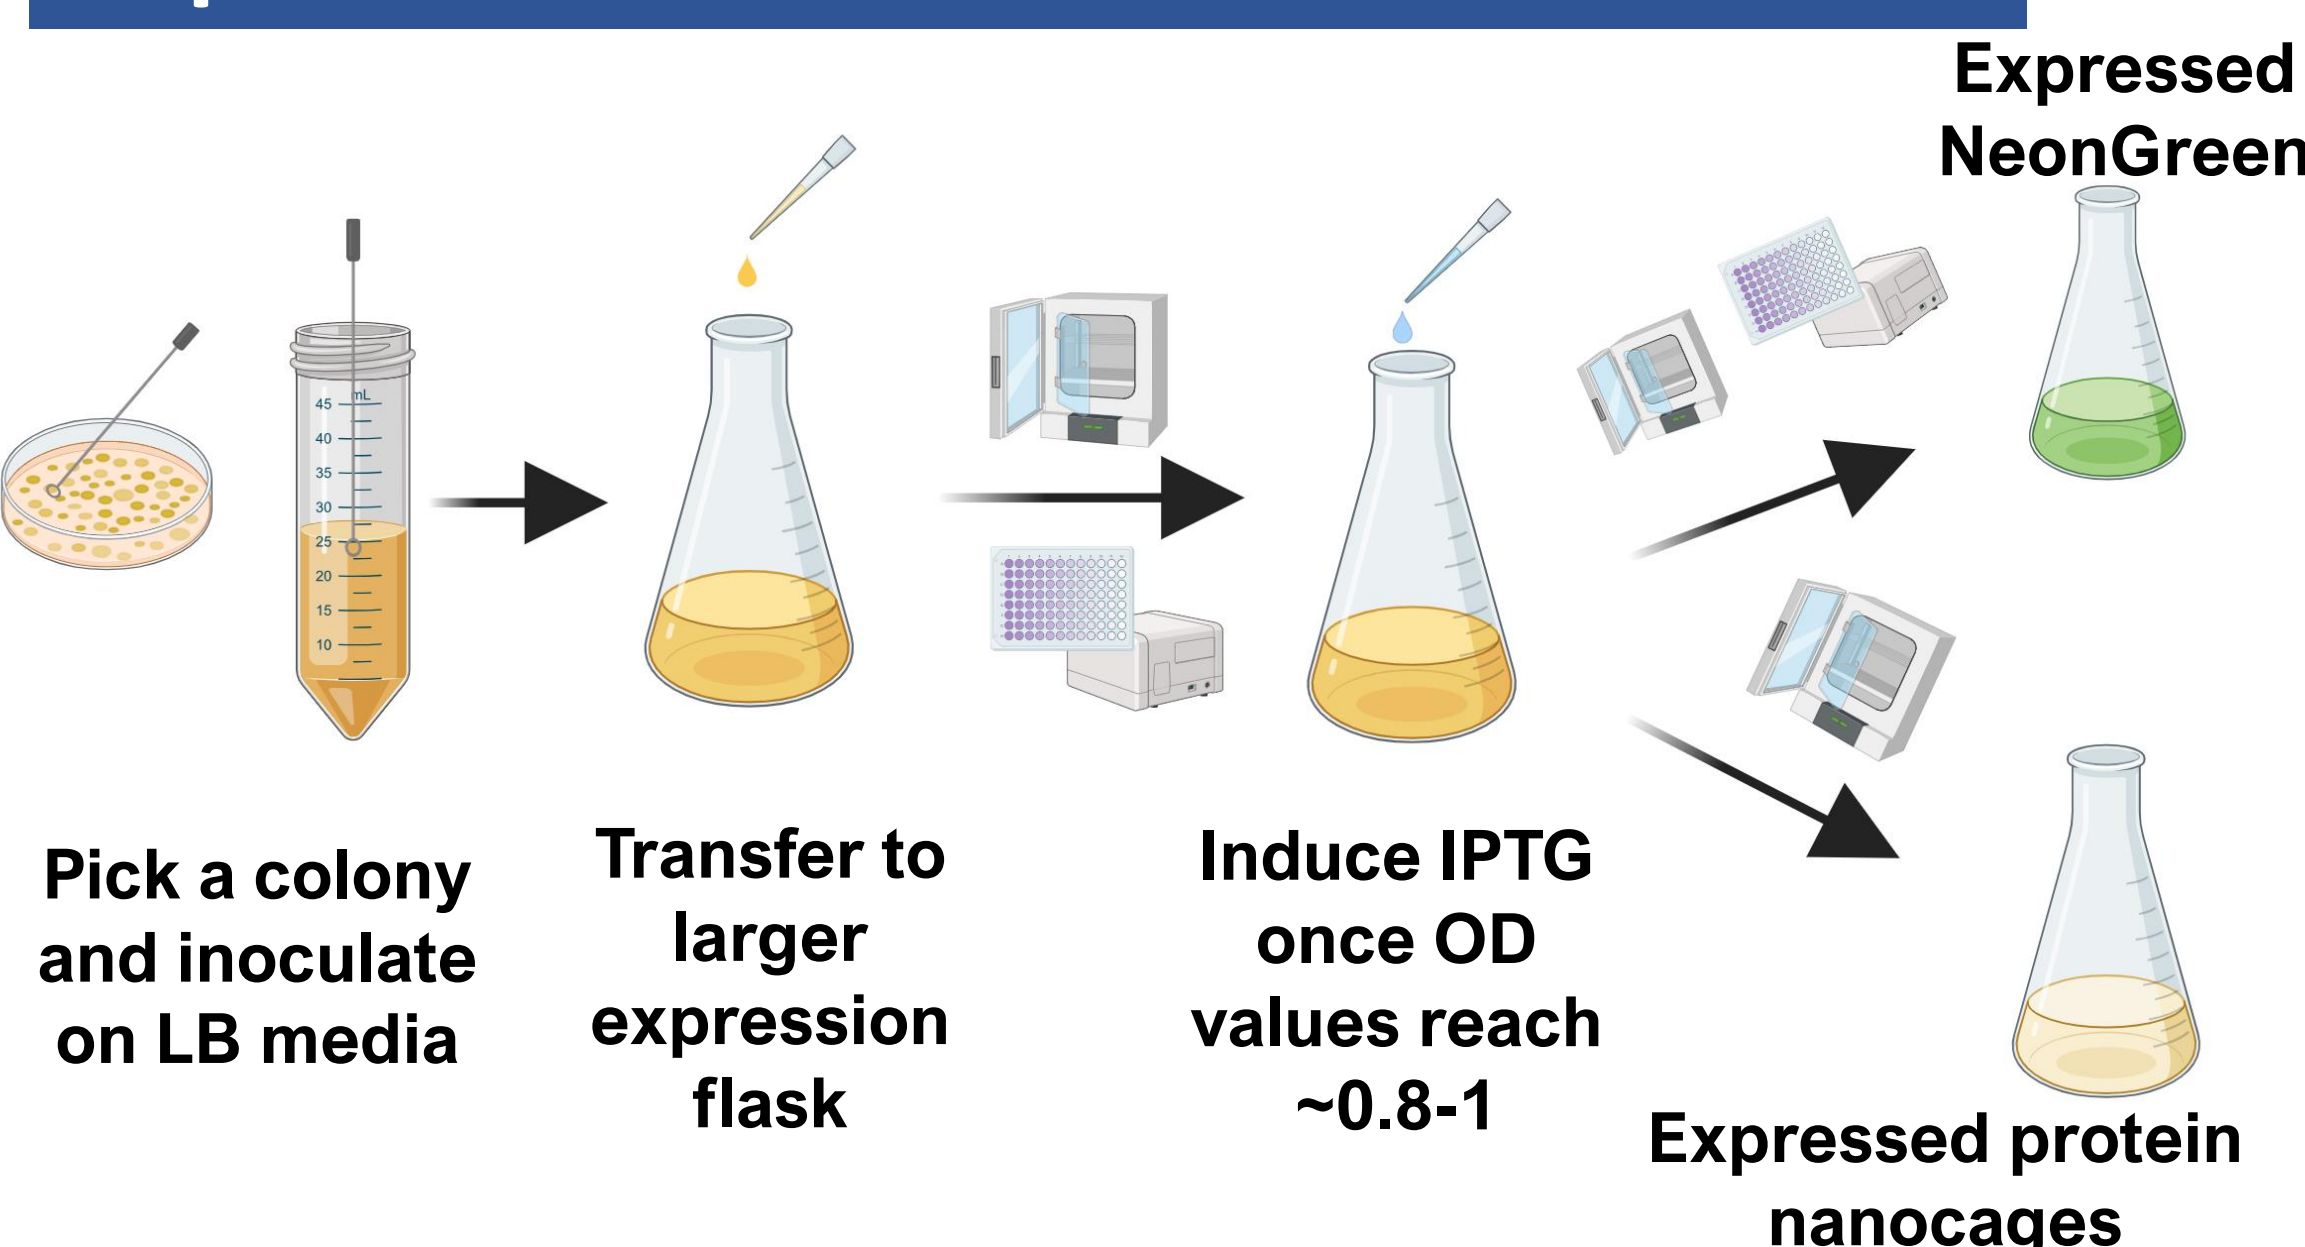 Expressed
NeonGreen
mL
45
40
35
30
25
20
15
10
Pick a colony
and inoculate
on LB media
Transfer to
larger
expression
flask
Induce IPTG
once OD
values reach
~0.8-1
Expressed protein
nanocages